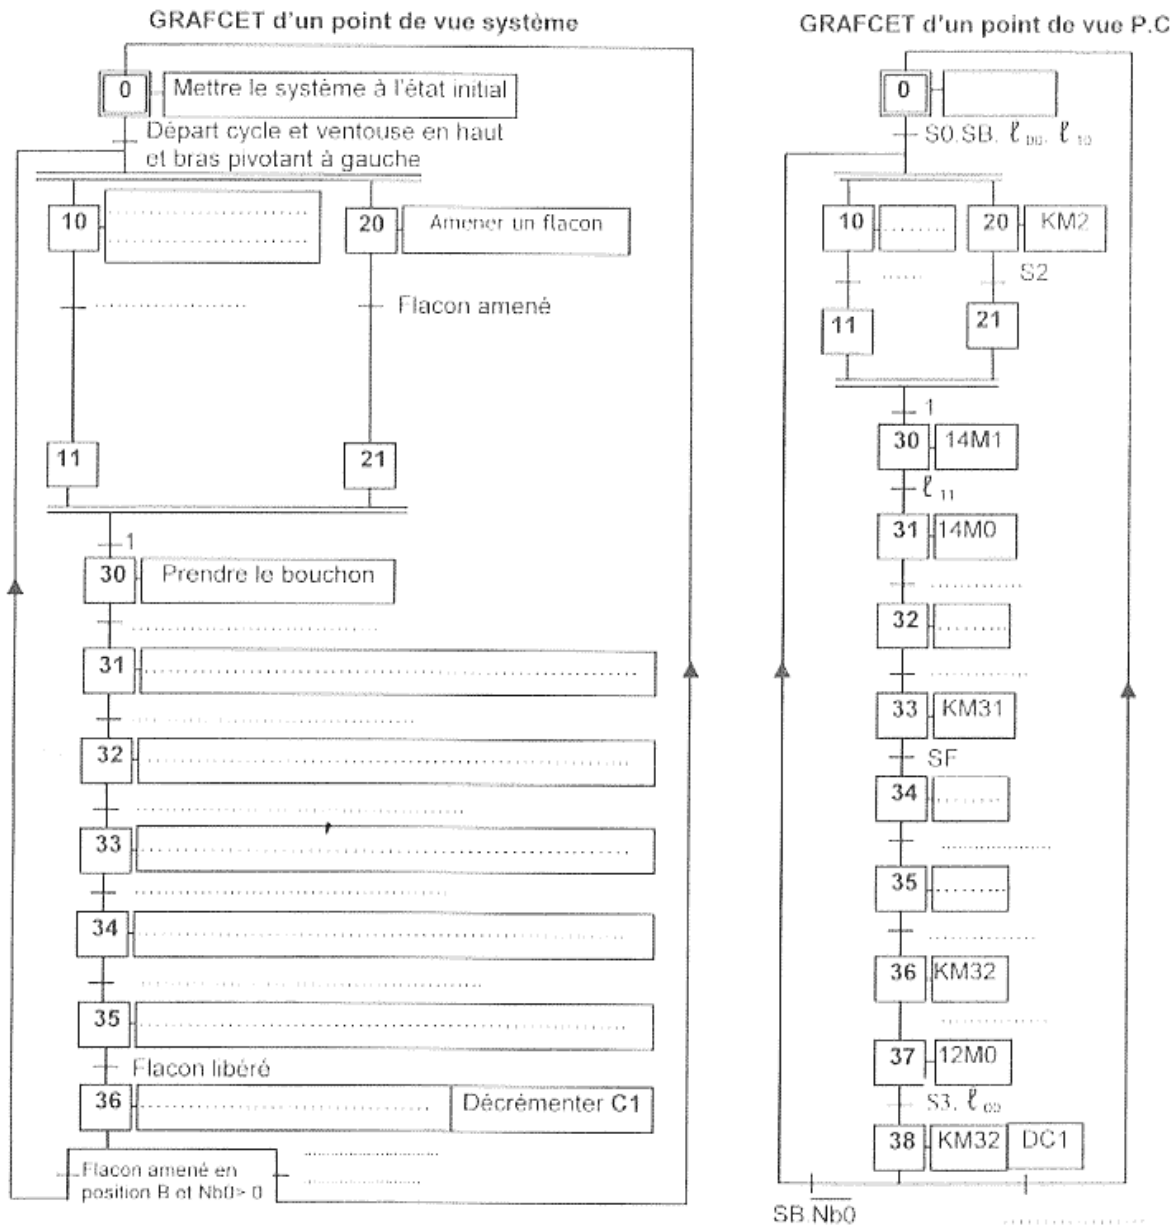 GRAFCET d'un point de vue système
0
Mettre le système à l'état initial
Départ cycle et ventouse en haut
et bras pivotant à gauche
10
20
Amener un flacon
Flacon amené
11
21
1
30
Prendre le bouchon
31
32
33
34
35
Flacon libéré
36
Décrémenter C1
Flacon amené en
position B et Nb0> 0
GRAFCET d'un point de vue P.C
0
S0.SB. ℓ₀₀. ℓ₁₀
10
20
KM2
S2
11
21
1
30
14M1
ℓ₁₁
31
14M0
32
33
KM31
SF
34
35
36
KM32
37
12M0
S3. ℓ₀₀
38
KM32
DC1
SB.N̅b̅0̅